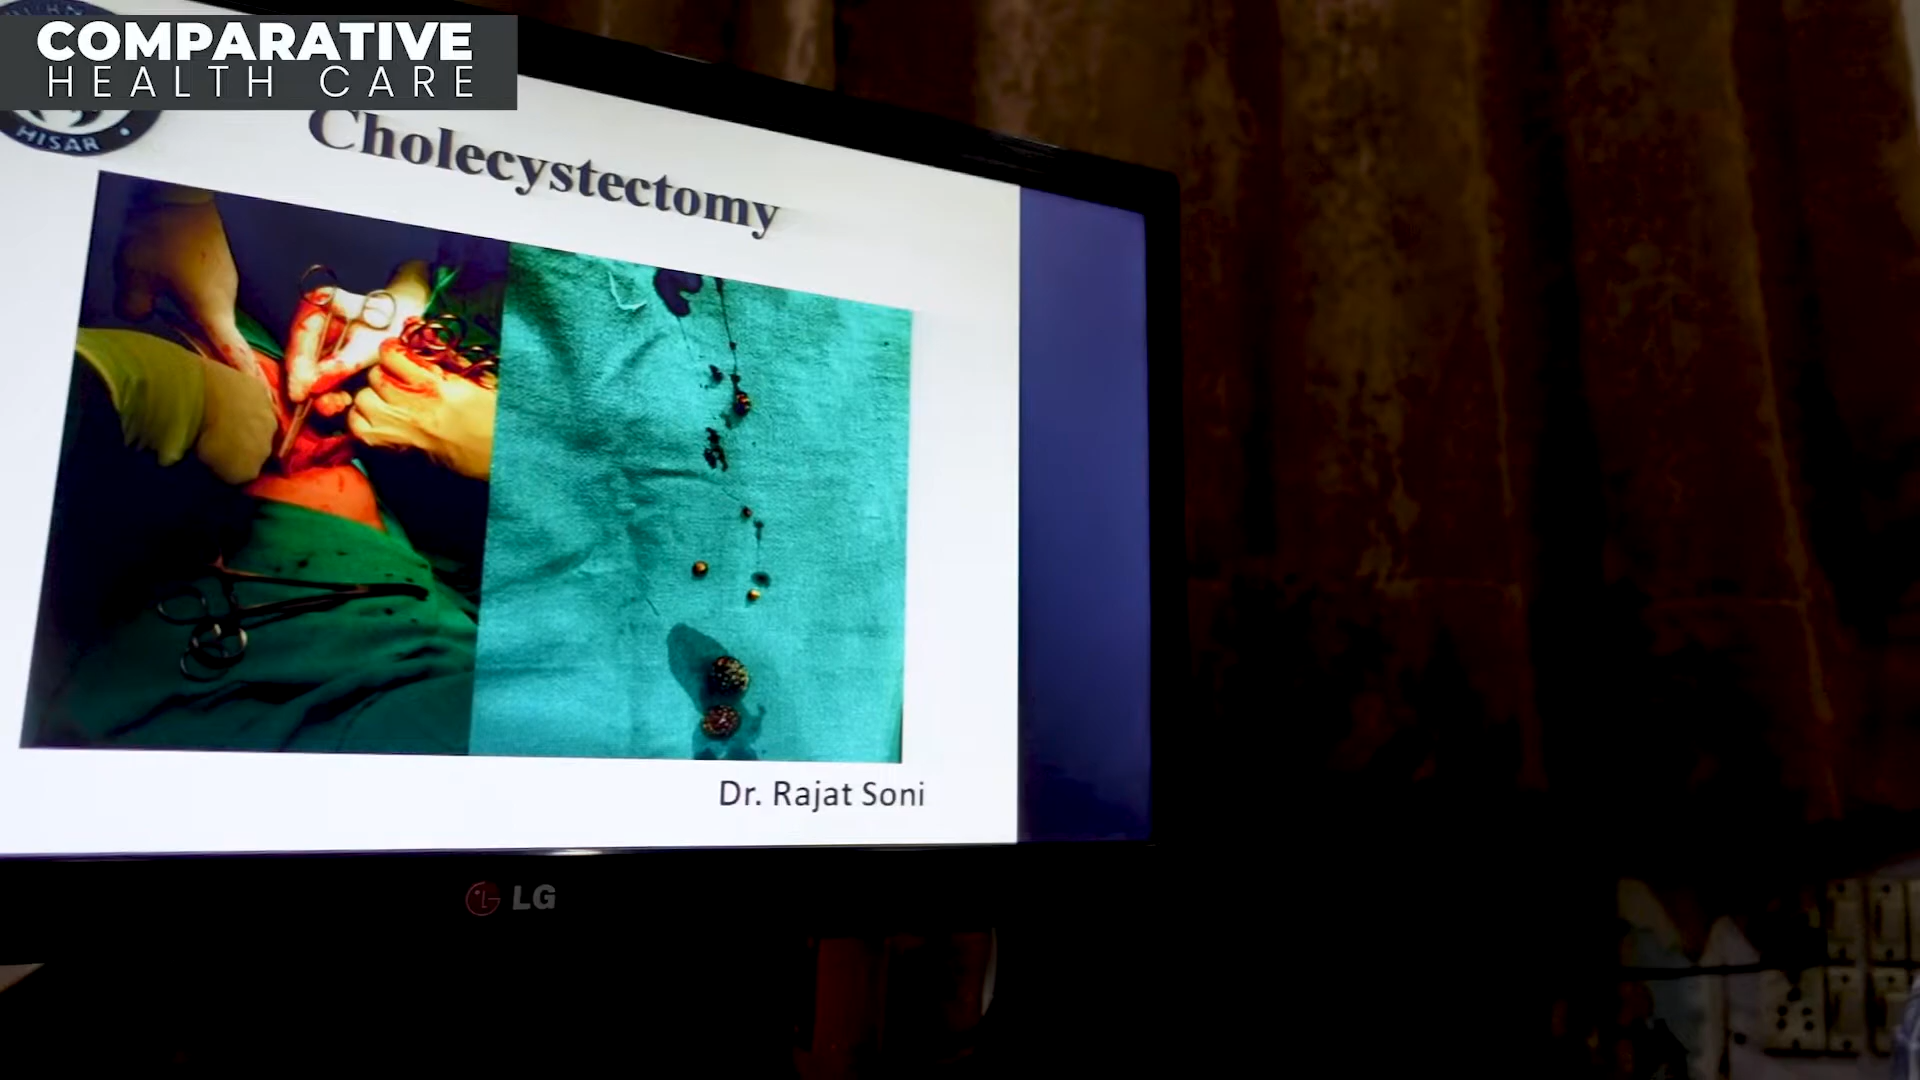 COMPARATIVE
HEALTH CARE
HISAR
Cholecystectomy
Dr. Rajat Soni
LG